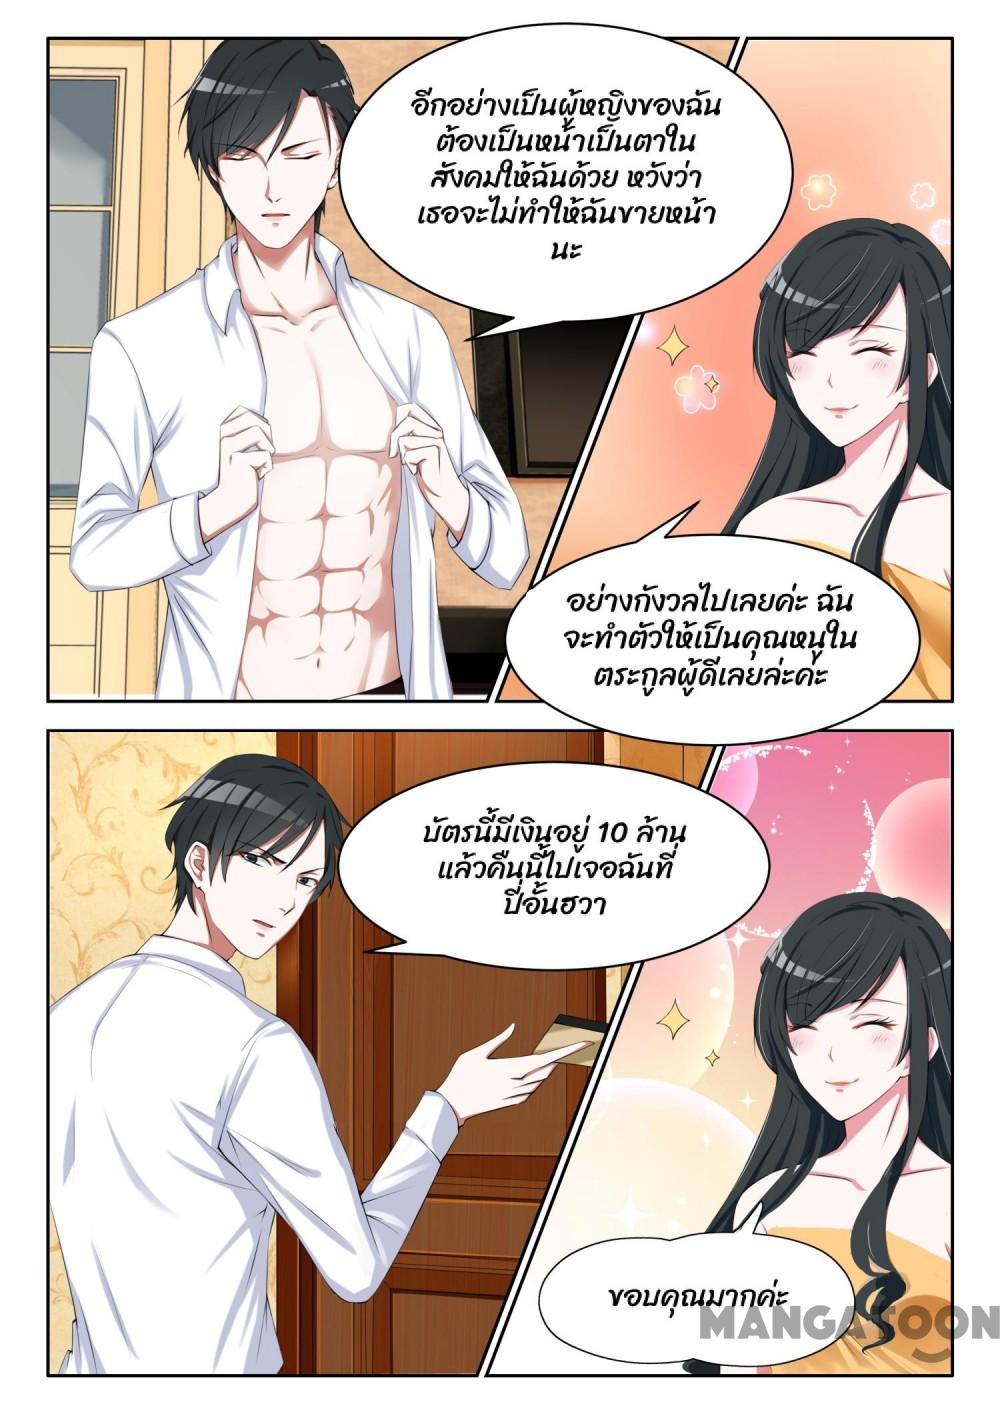 อีกอย่างเป็นผู้หญิงของฉัน
ต้องเป็นหน้าเป็นตาใน
สังคมให้ฉันด้วย หวังว่า
เธอจะไม่ทำให้ฉันขายหน้า
นะ
อย่างกังวลไปเลยค่ะ ฉัน
จะทำตัวให้เป็นคุณหนูใน
ตระกูลผู้ดีเลยล่ะค่ะ
บัตรนี้มีเงินอยู่ 10 ล้าน
แล้วคืนนี้ไปเจอฉันที่
ปี่อั้นฮวา
ขอบคุณมากค่ะ
MANGATOON